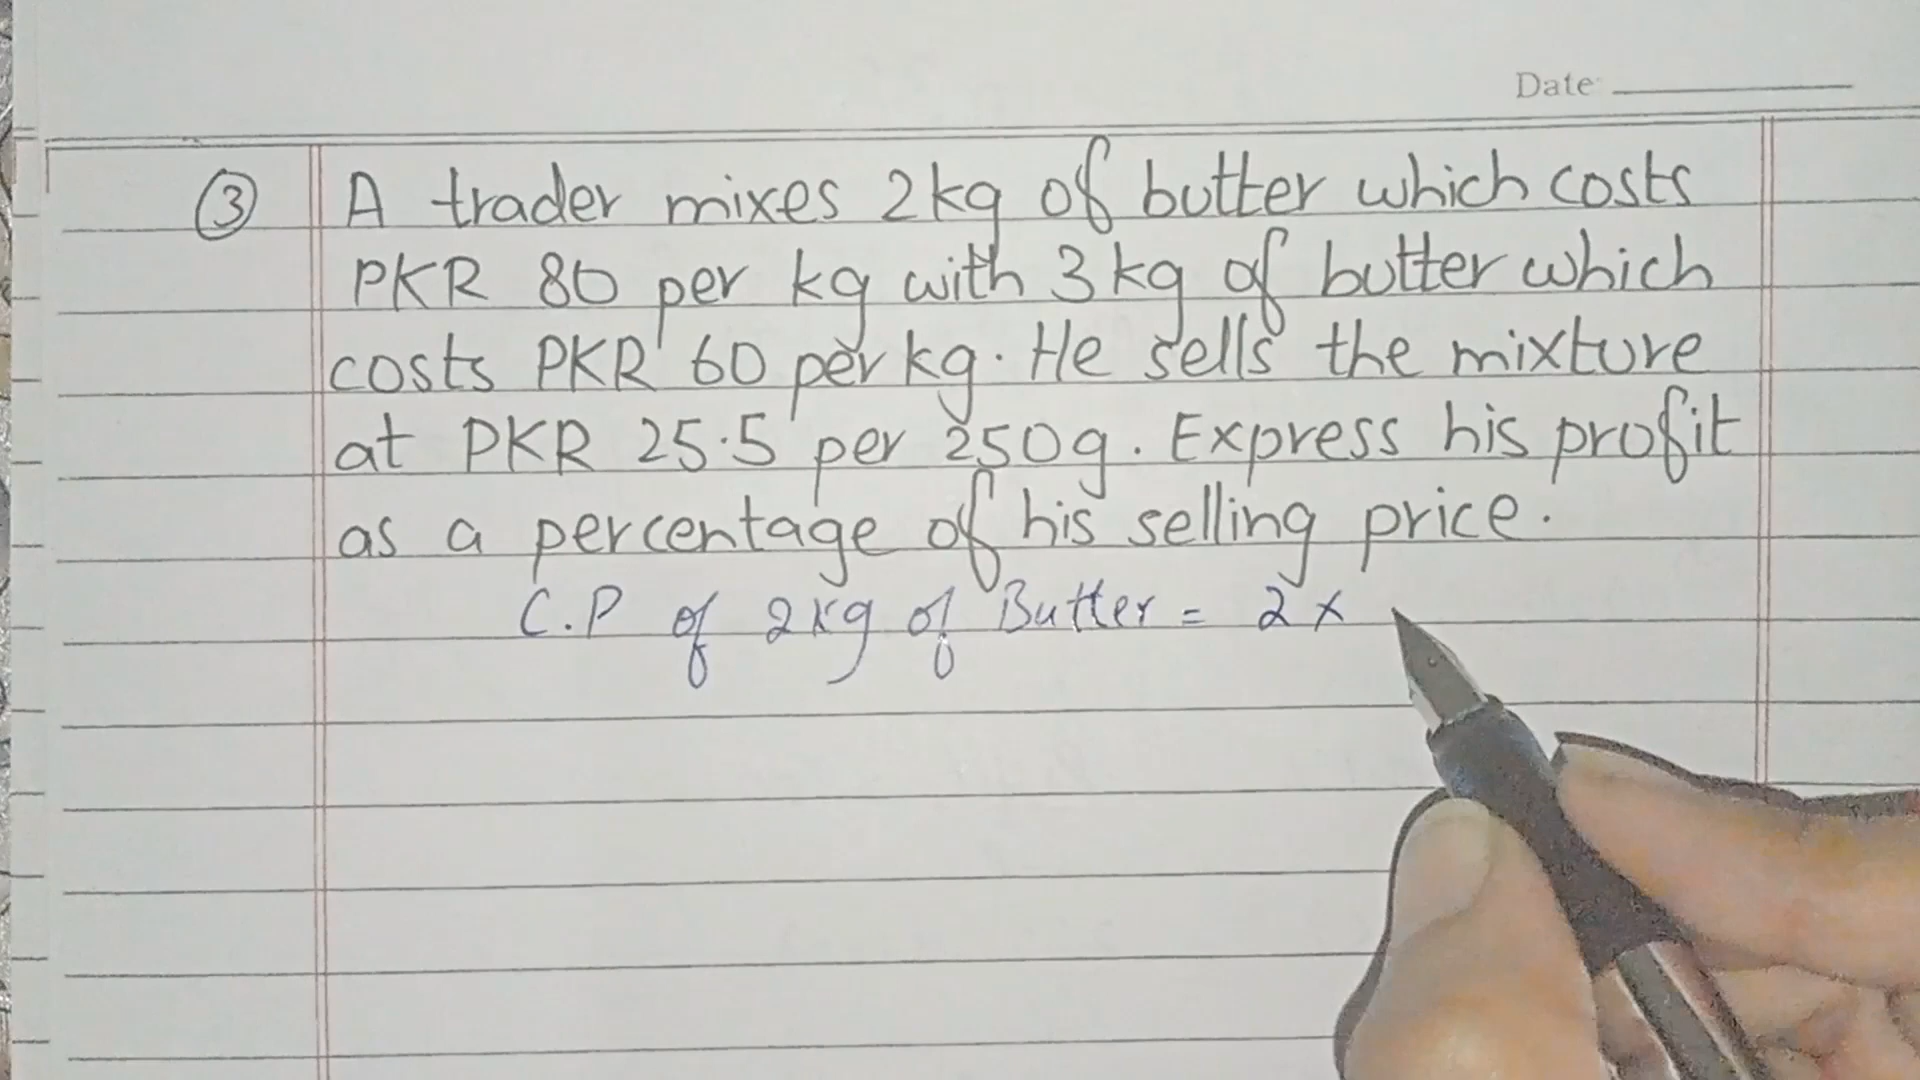 Date:
③ A trader mixes 2kg of butter which costs
PKR 80 per kg with 3kg of butter which
costs PKR 60 per kg. He sells the mixture
at PKR 25.5 per 250g. Express his profit
as a percentage of his selling price.
C.P of 2kg of Butter = 2 x